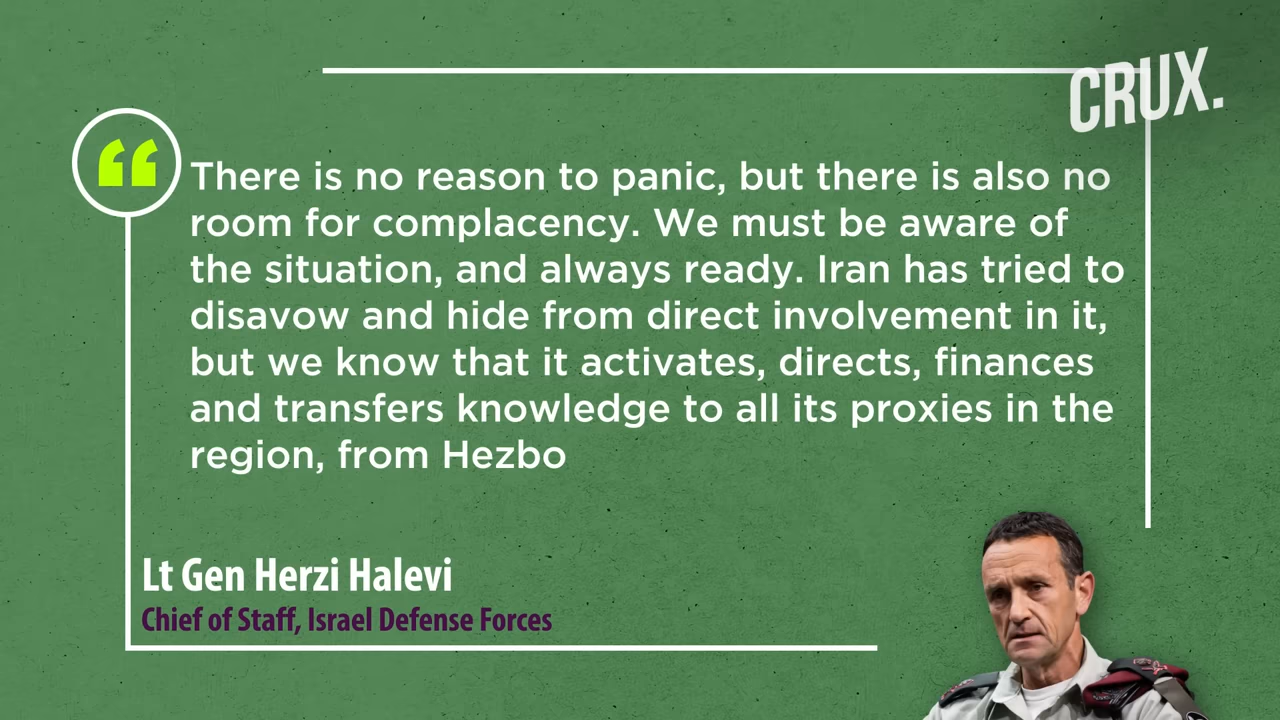 CRUX.
“
There is no reason to panic, but there is also no
room for complacency. We must be aware of
the situation, and always ready. Iran has tried to
disavow and hide from direct involvement in it,
but we know that it activates, directs, finances
and transfers knowledge to all its proxies in the
region, from Hezbo
Lt Gen Herzi Halevi
Chief of Staff, Israel Defense Forces